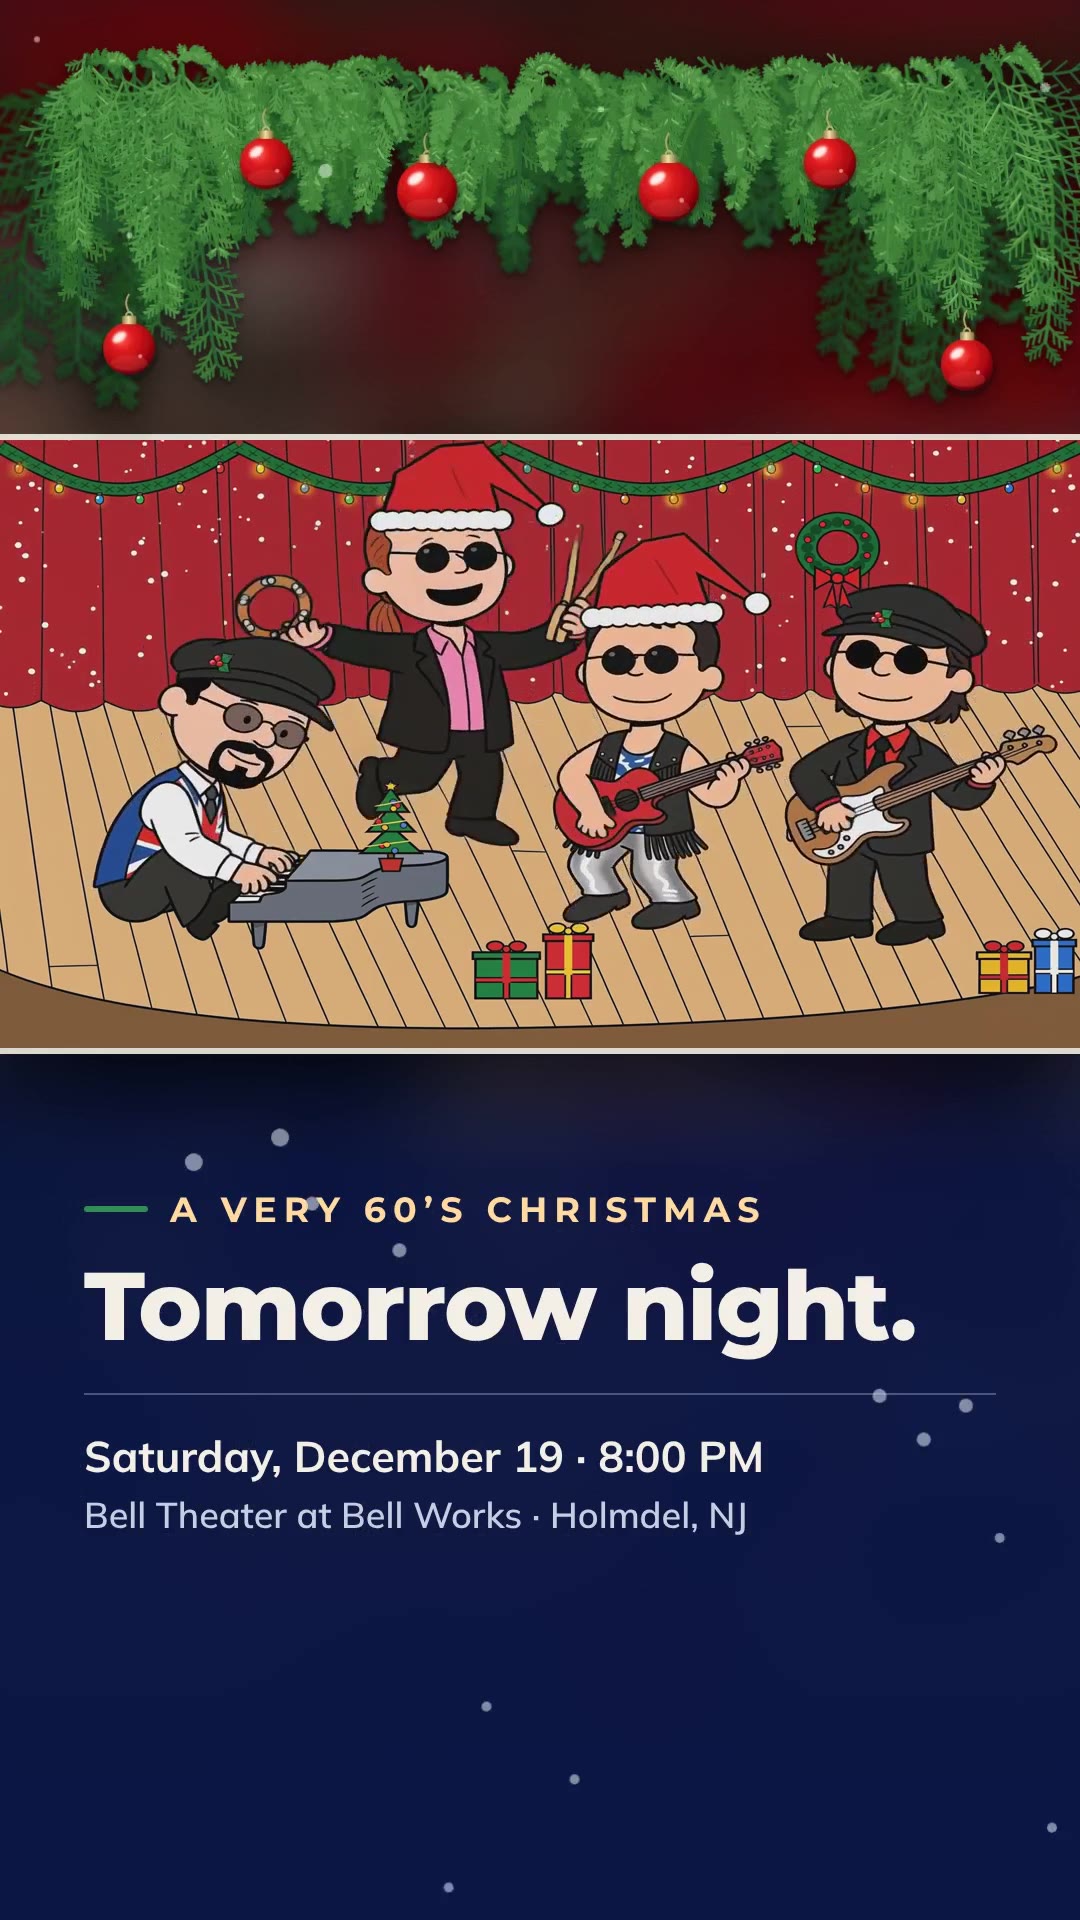 A VERY 60’S CHRISTMAS
Tomorrow night.
Saturday, December 19 · 8:00 PM
Bell Theater at Bell Works · Holmdel, NJ